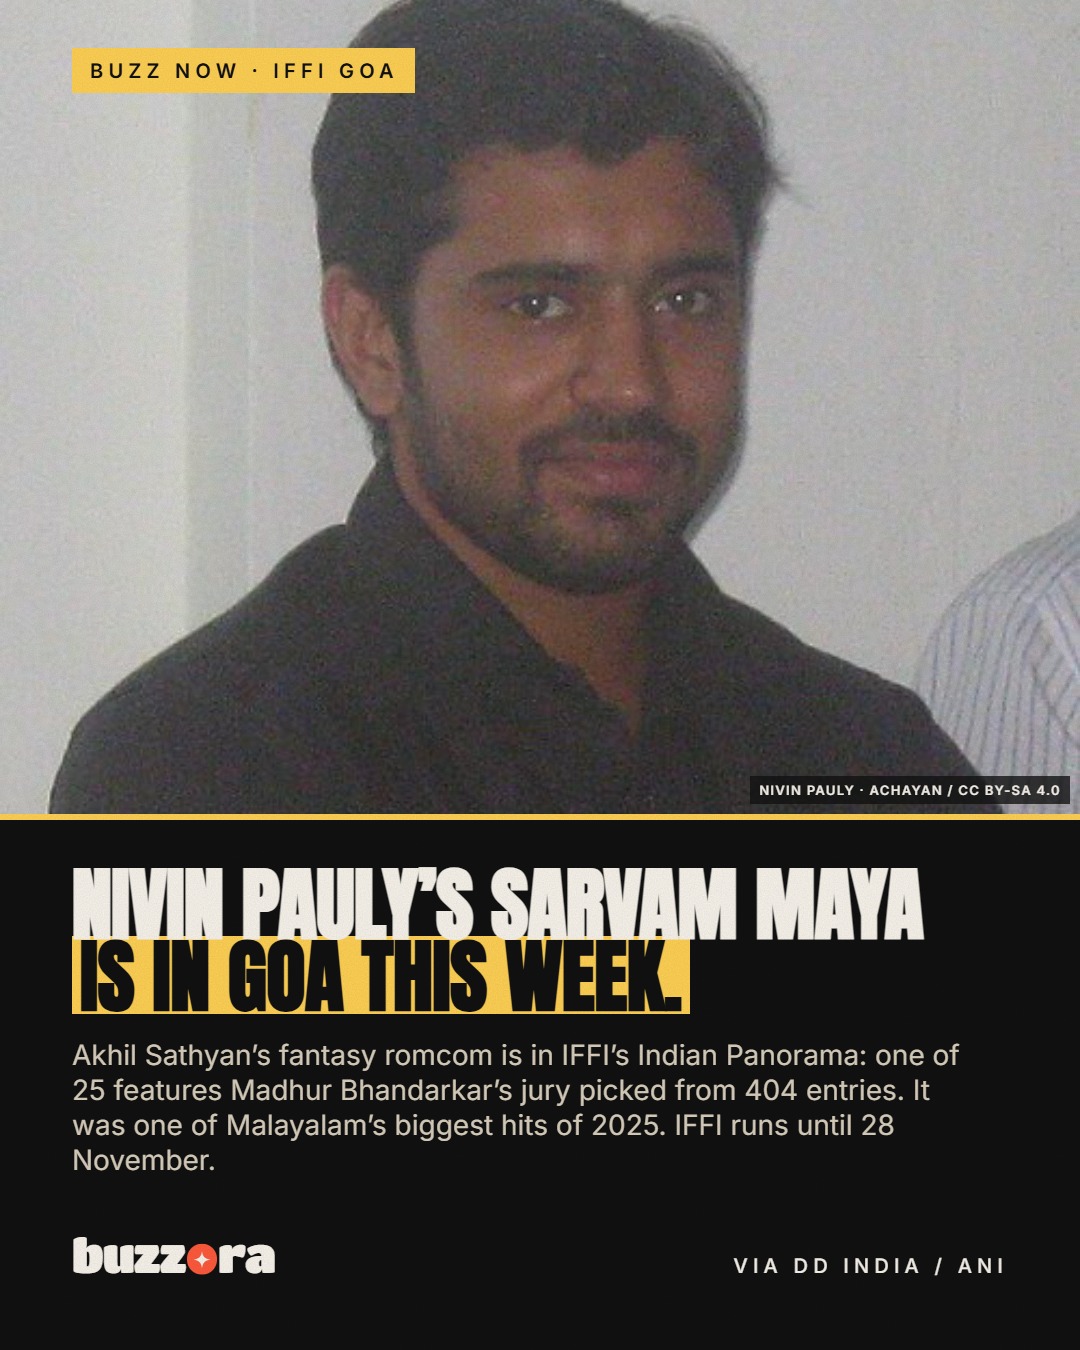 BUZZ NOW · IFFI GOA
NIVIN PAULY · ACHAYAN / CC BY-SA 4.0
NIVIN PAULY’S SARVAM MAYA
IS IN GOA THIS WEEK.
Akhil Sathyan’s fantasy romcom is in IFFI’s Indian Panorama: one of
25 features Madhur Bhandarkar’s jury picked from 404 entries. It
was one of Malayalam’s biggest hits of 2025. IFFI runs until 28
November.
buzzora
VIA DD INDIA / ANI